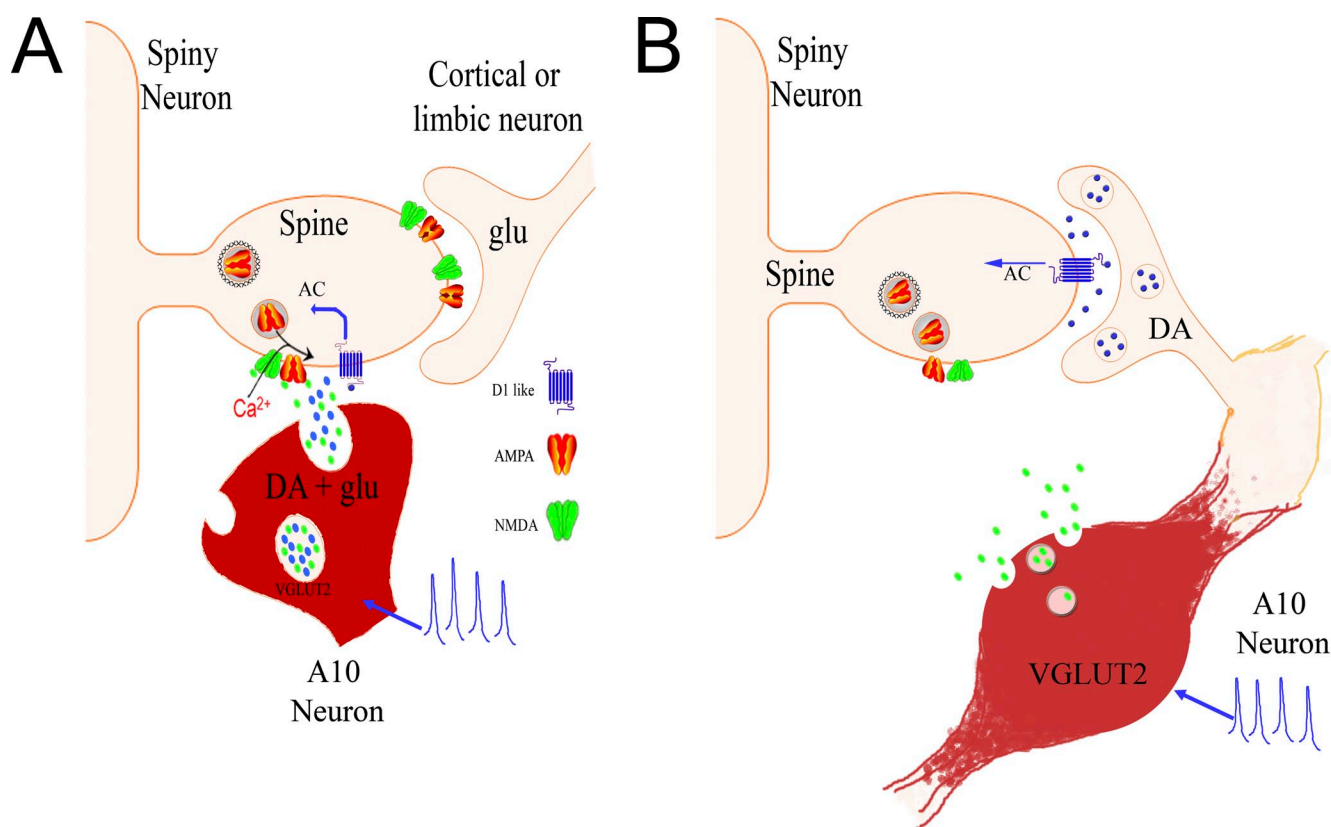 A
Spiny
Neuron
Cortical or
limbic neuron
Spine
glu
AC
Ca2+
D1 like
AMPA
NMDA
DA + glu
VGLUT2
A10
Neuron
B
Spiny
Neuron
Spine
AC
DA
VGLUT2
A10
Neuron